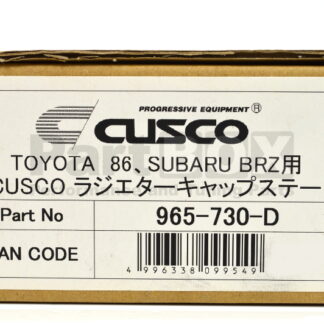 PROGRESSIVE EQUIPMENT ®
CUSCO
TOYOTA 86、SUBARU BRZ用
CUSCO ラジエターキャップステー
Part No 965-730-D
AN CODE
4 996338 099549